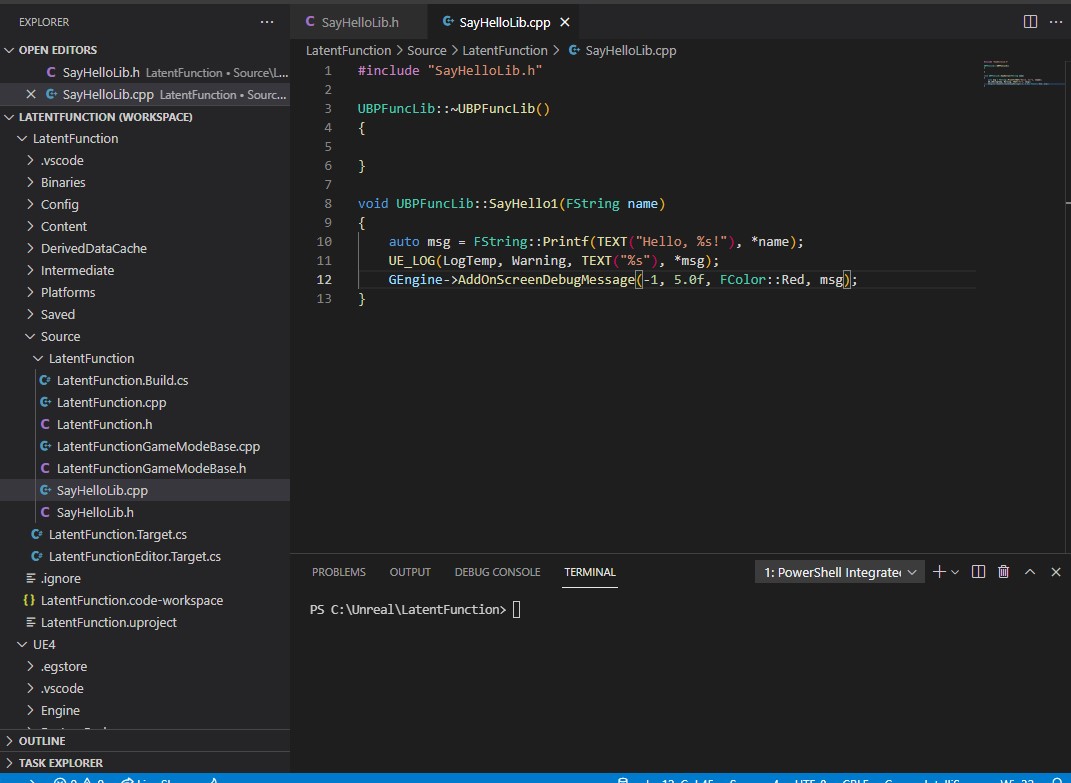 EXPLORER
OPEN EDITORS
SayHelloLib.h LatentFunction • Source\L...
SayHelloLib.cpp LatentFunction • Sourc...
LATENTFUNCTION (WORKSPACE)
LatentFunction
.vscode
Binaries
Config
Content
DerivedDataCache
Intermediate
Platforms
Saved
Source
LatentFunction
LatentFunction.Build.cs
LatentFunction.cpp
LatentFunction.h
LatentFunctionGameModeBase.cpp
LatentFunctionGameModeBase.h
SayHelloLib.cpp
SayHelloLib.h
LatentFunction.Target.cs
LatentFunctionEditor.Target.cs
.ignore
LatentFunction.code-workspace
LatentFunction.uproject
UE4
.egstore
.vscode
Engine
OUTLINE
TASK EXPLORER
SayHelloLib.h SayHelloLib.cpp
LatentFunction > Source > LatentFunction > SayHelloLib.cpp
1 #include "SayHelloLib.h"
2
3 UBPFuncLib::~UBPFuncLib()
4 {
5
6 }
7
8 void UBPFuncLib::SayHello1(FString name)
9 {
10 auto msg = FString::Printf(TEXT("Hello, %s!"), *name);
11 UE_LOG(LogTemp, Warning, TEXT("%s"), *msg);
12 GEngine->AddOnScreenDebugMessage(-1, 5.0f, FColor::Red, msg);
13 }
PROBLEMS OUTPUT DEBUG CONSOLE TERMINAL 1: PowerShell Integrate
PS C:\Unreal\LatentFunction>